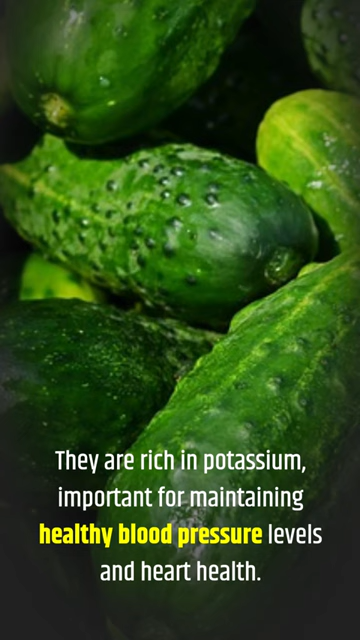 They are rich in potassium,
important for maintaining
healthy blood pressure levels
and heart health.